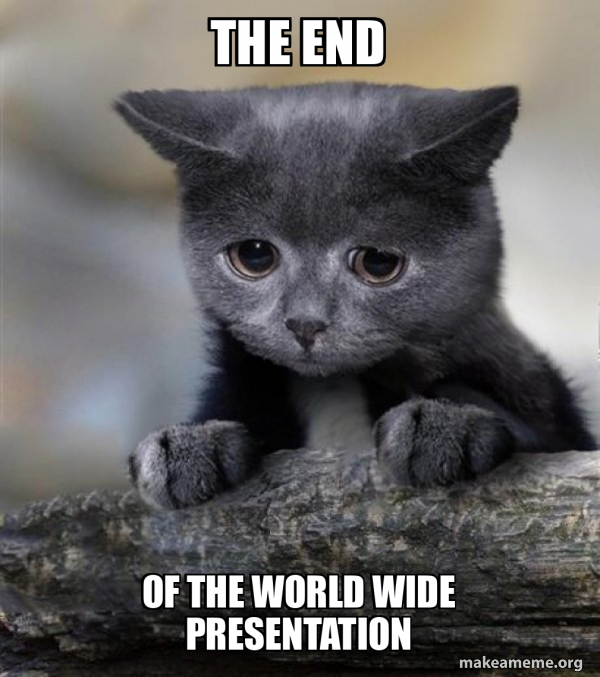 THE END
OF THE WORLD WIDE
PRESENTATION
makeameme.org